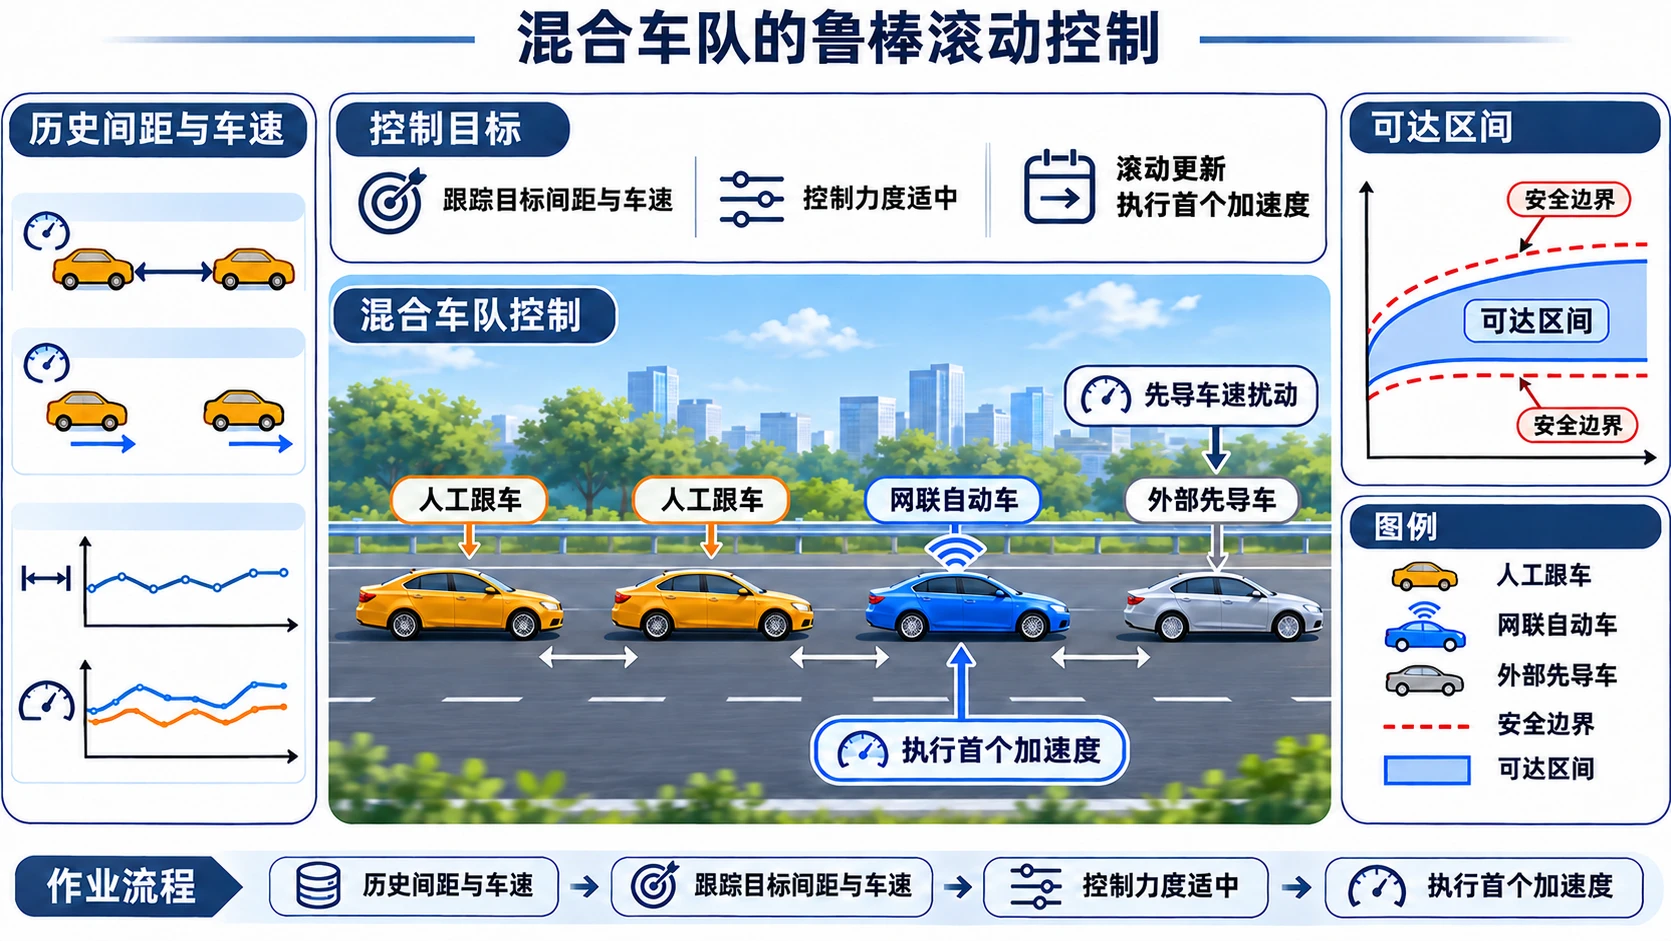 混合车队的鲁棒滚动控制
历史间距与车速
控制目标
跟踪目标间距与车速
控制力度适中
滚动更新
执行首个加速度
混合车队控制
先导车速扰动
人工跟车
人工跟车
网联自动车
外部先导车
执行首个加速度
可达区间
安全边界
可达区间
安全边界
图例
人工跟车
网联自动车
外部先导车
安全边界
可达区间
作业流程
历史间距与车速
跟踪目标间距与车速
控制力度适中
执行首个加速度